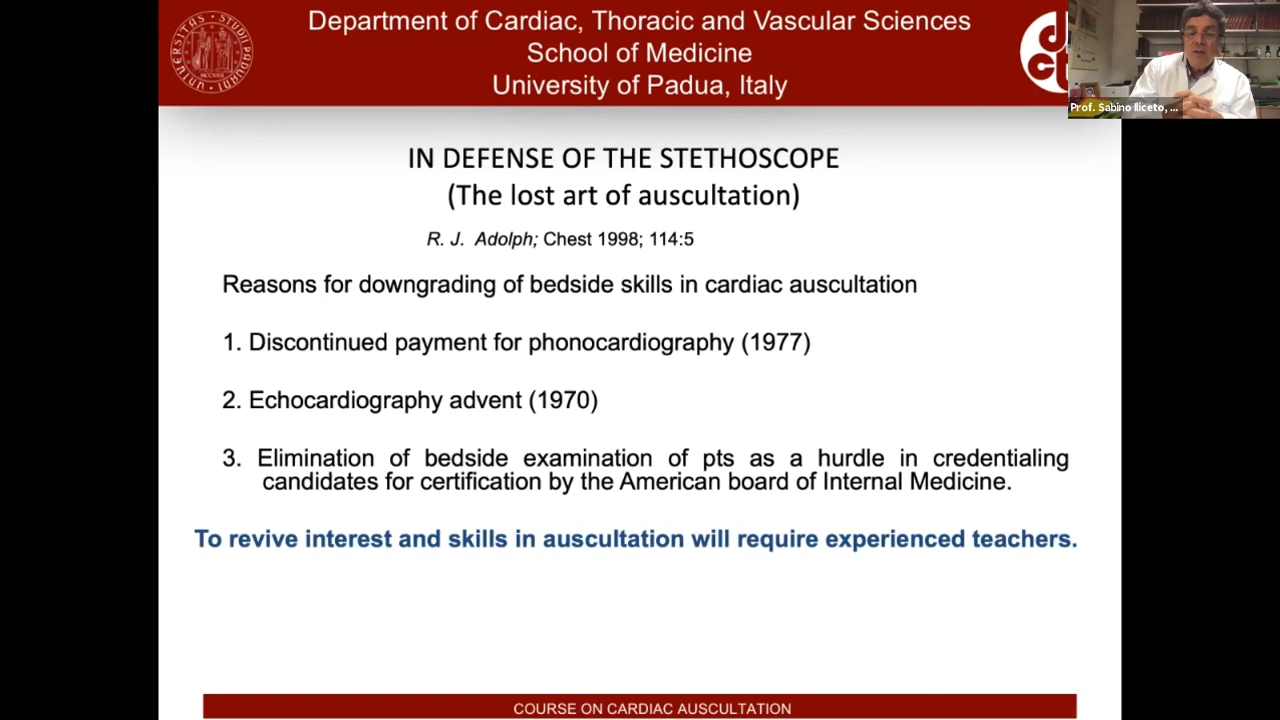 Department of Cardiac, Thoracic and Vascular Sciences
School of Medicine
University of Padua, Italy
Prof. Sabino Iliceto, ...
IN DEFENSE OF THE STETHOSCOPE
(The lost art of auscultation)
R. J. Adolph; Chest 1998; 114:5
Reasons for downgrading of bedside skills in cardiac auscultation
1. Discontinued payment for phonocardiography (1977)
2. Echocardiography advent (1970)
3. Elimination of bedside examination of pts as a hurdle in credentialing
candidates for certification by the American board of Internal Medicine.
To revive interest and skills in auscultation will require experienced teachers.
COURSE ON CARDIAC AUSCULTATION